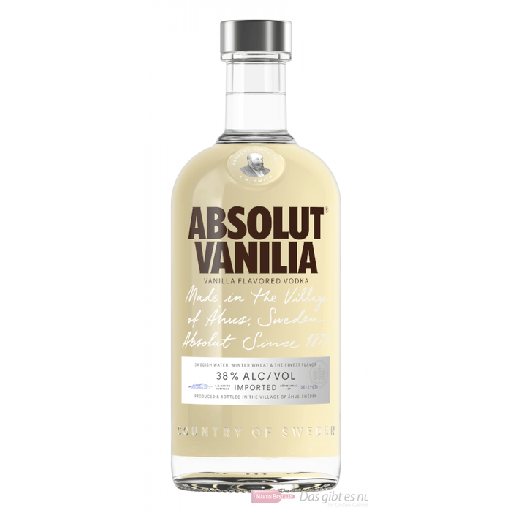 ABSOLUT®
VANILIA
VANILLA FLAVORED VODKA
Made in the Village
of Åhus, Sweden
Absolut Since 1879
38% ALC/VOL
IMPORTED
COUNTRY OF SWEDEN
Das gibt es nur